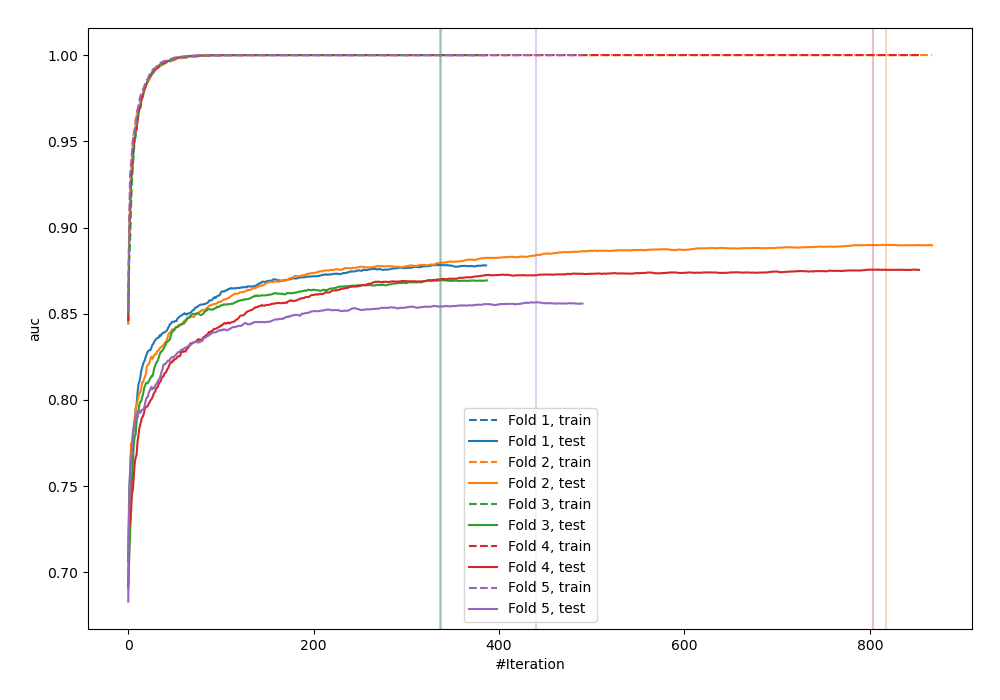 1.00
0.95
0.90
0.85
0.80
0.75
0.70
auc
Fold 1, train
Fold 1, test
Fold 2, train
Fold 2, test
Fold 3, train
Fold 3, test
Fold 4, train
Fold 4, test
Fold 5, train
Fold 5, test
0 200 400 600 800
#Iteration